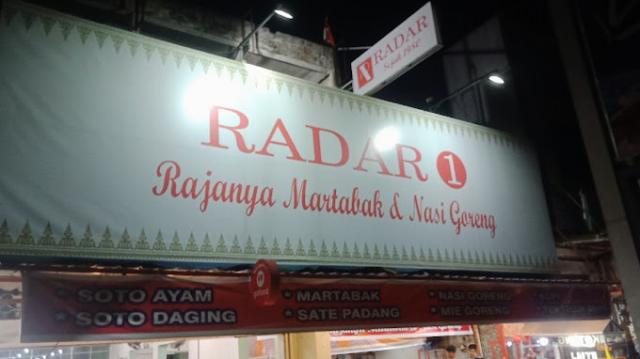 RADAR
RADAR 1
Rajanya Martabak & Nasi Goreng
• SOTO AYAM
• SOTO DAGING
• MARTABAK
• SATE PADANG
• NASI GORENG
• MIE GORENG